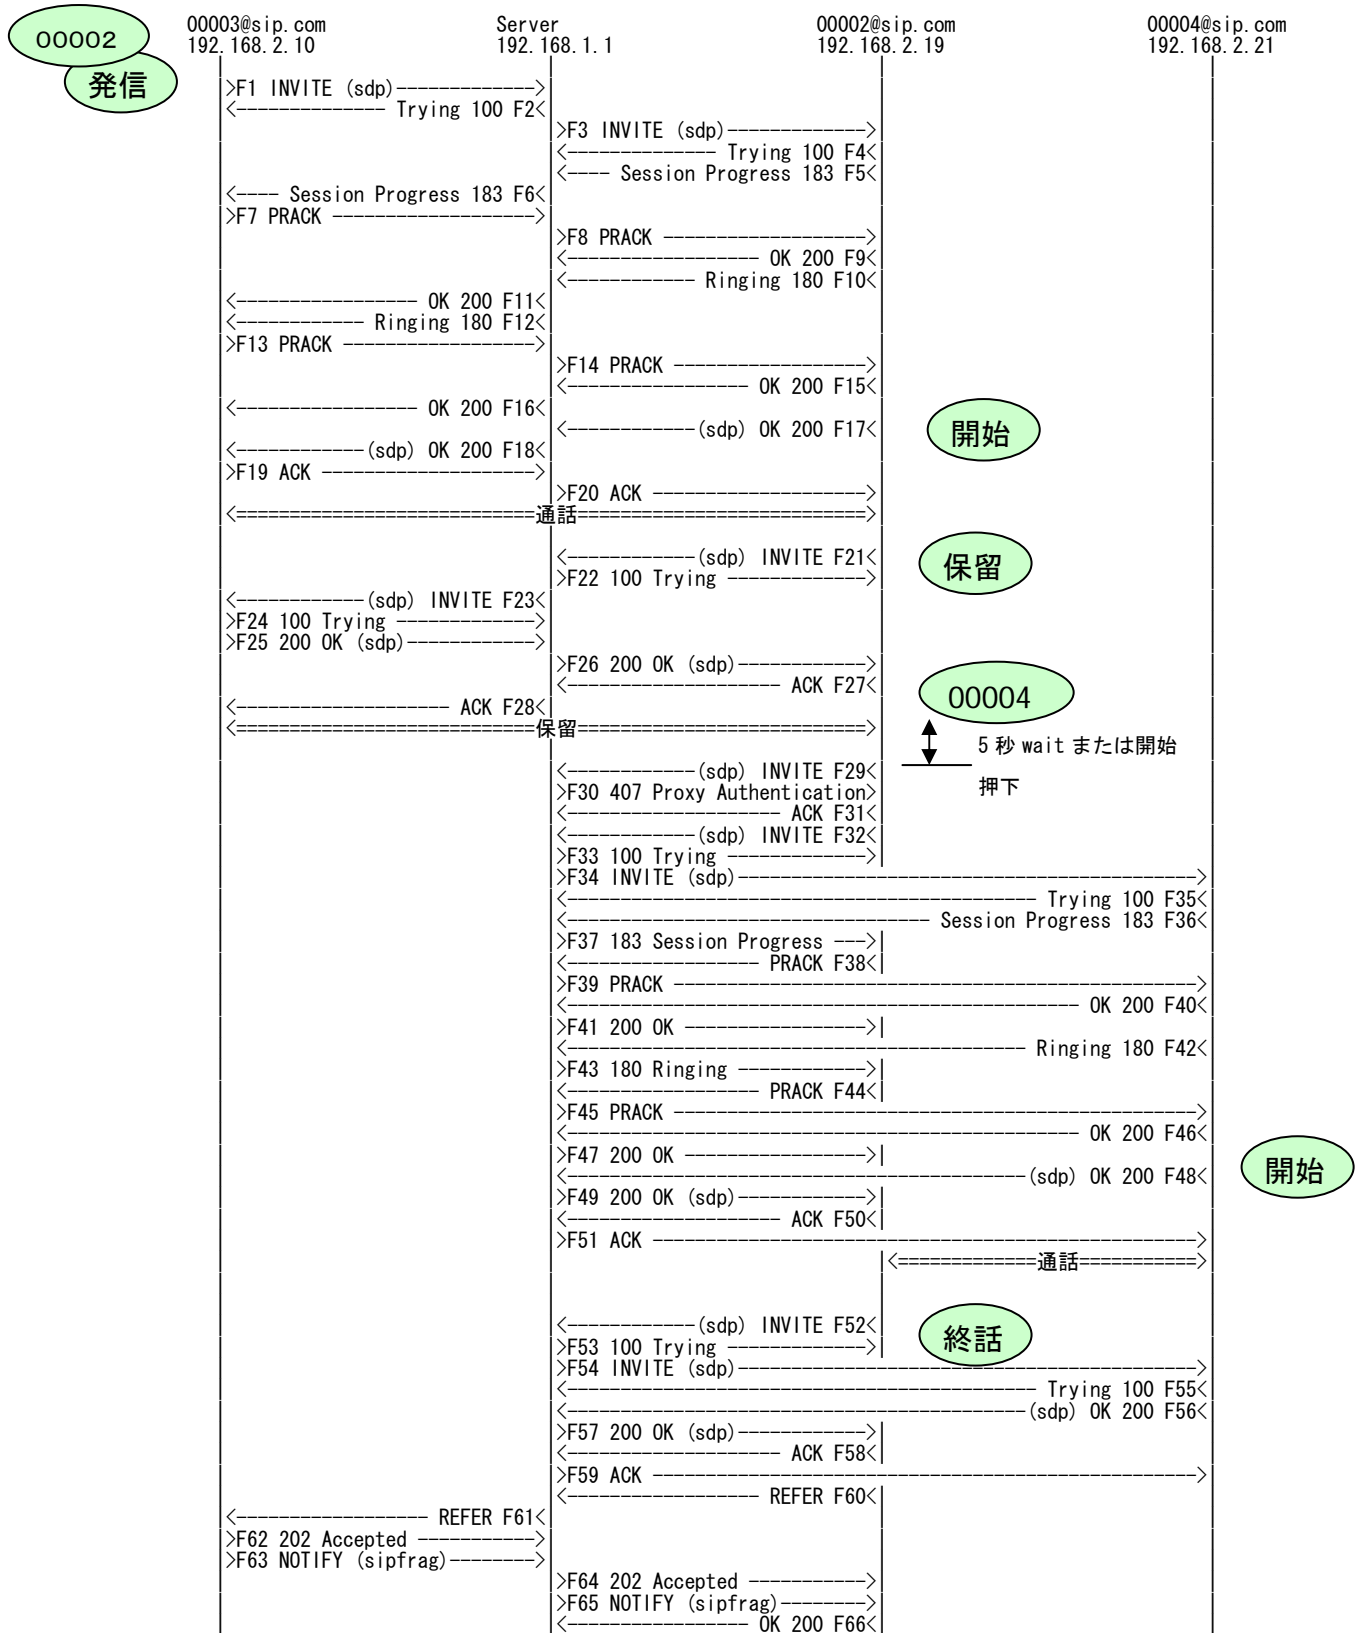 00003@sip.com Server 00002@sip.com 00004@sip.com
192.168.2.10 192.168.1.1 192.168.2.19 192.168.2.21
00002
発信
>F1 INVITE (sdp)------------->
<-------------- Trying 100 F2<
>F3 INVITE (sdp)------------->
<-------------- Trying 100 F4<
<---- Session Progress 183 F5<
<---- Session Progress 183 F6<
>F7 PRACK ------------------->
>F8 PRACK ------------------->
<------------------ OK 200 F9<
<------------ Ringing 180 F10<
<----------------- OK 200 F11<
<------------ Ringing 180 F12<
>F13 PRACK ------------------>
>F14 PRACK ------------------>
<----------------- OK 200 F15<
<----------------- OK 200 F16<
<------------(sdp) OK 200 F17<
開始
<------------(sdp) OK 200 F18<
>F19 ACK -------------------->
>F20 ACK -------------------->
<============================通話===========================>
<------------(sdp) INVITE F21<
保留
>F22 100 Trying ------------->
<------------(sdp) INVITE F23<
>F24 100 Trying ------------->
>F25 200 OK (sdp)------------>
>F26 200 OK (sdp)------------>
<-------------------- ACK F27<
00004
<-------------------- ACK F28<
<============================保留===========================>
5 秒 wait または開始
<------------(sdp) INVITE F29<
押下
>F30 407 Proxy Authentication>
<-------------------- ACK F31<
<------------(sdp) INVITE F32<
>F33 100 Trying ------------->
>F34 INVITE (sdp)------------------------------------------->
<-------------------------------------------- Trying 100 F35<
<---------------------------------- Session Progress 183 F36<
>F37 183 Session Progress --->
<------------------ PRACK F38<
>F39 PRACK ------------------------------------------------->
<------------------------------------------------ OK 200 F40<
>F41 200 OK ----------------->
<------------------------------------------- Ringing 180 F42<
>F43 180 Ringing ------------>
<------------------ PRACK F44<
>F45 PRACK ------------------------------------------------->
<------------------------------------------------ OK 200 F46<
>F47 200 OK ----------------->
<-------------------------------------------(sdp) OK 200 F48<
開始
>F49 200 OK (sdp)------------>
<-------------------- ACK F50<
>F51 ACK --------------------------------------------------->
<=============通話===========>
<------------(sdp) INVITE F52<
終話
>F53 100 Trying ------------->
>F54 INVITE (sdp)------------------------------------------->
<-------------------------------------------- Trying 100 F55<
<-------------------------------------------(sdp) OK 200 F56<
>F57 200 OK (sdp)------------>
<-------------------- ACK F58<
>F59 ACK --------------------------------------------------->
<------------------ REFER F60<
<------------------ REFER F61<
>F62 202 Accepted ----------->
>F63 NOTIFY (sipfrag)-------->
>F64 202 Accepted ----------->
>F65 NOTIFY (sipfrag)-------->
<----------------- OK 200 F66<